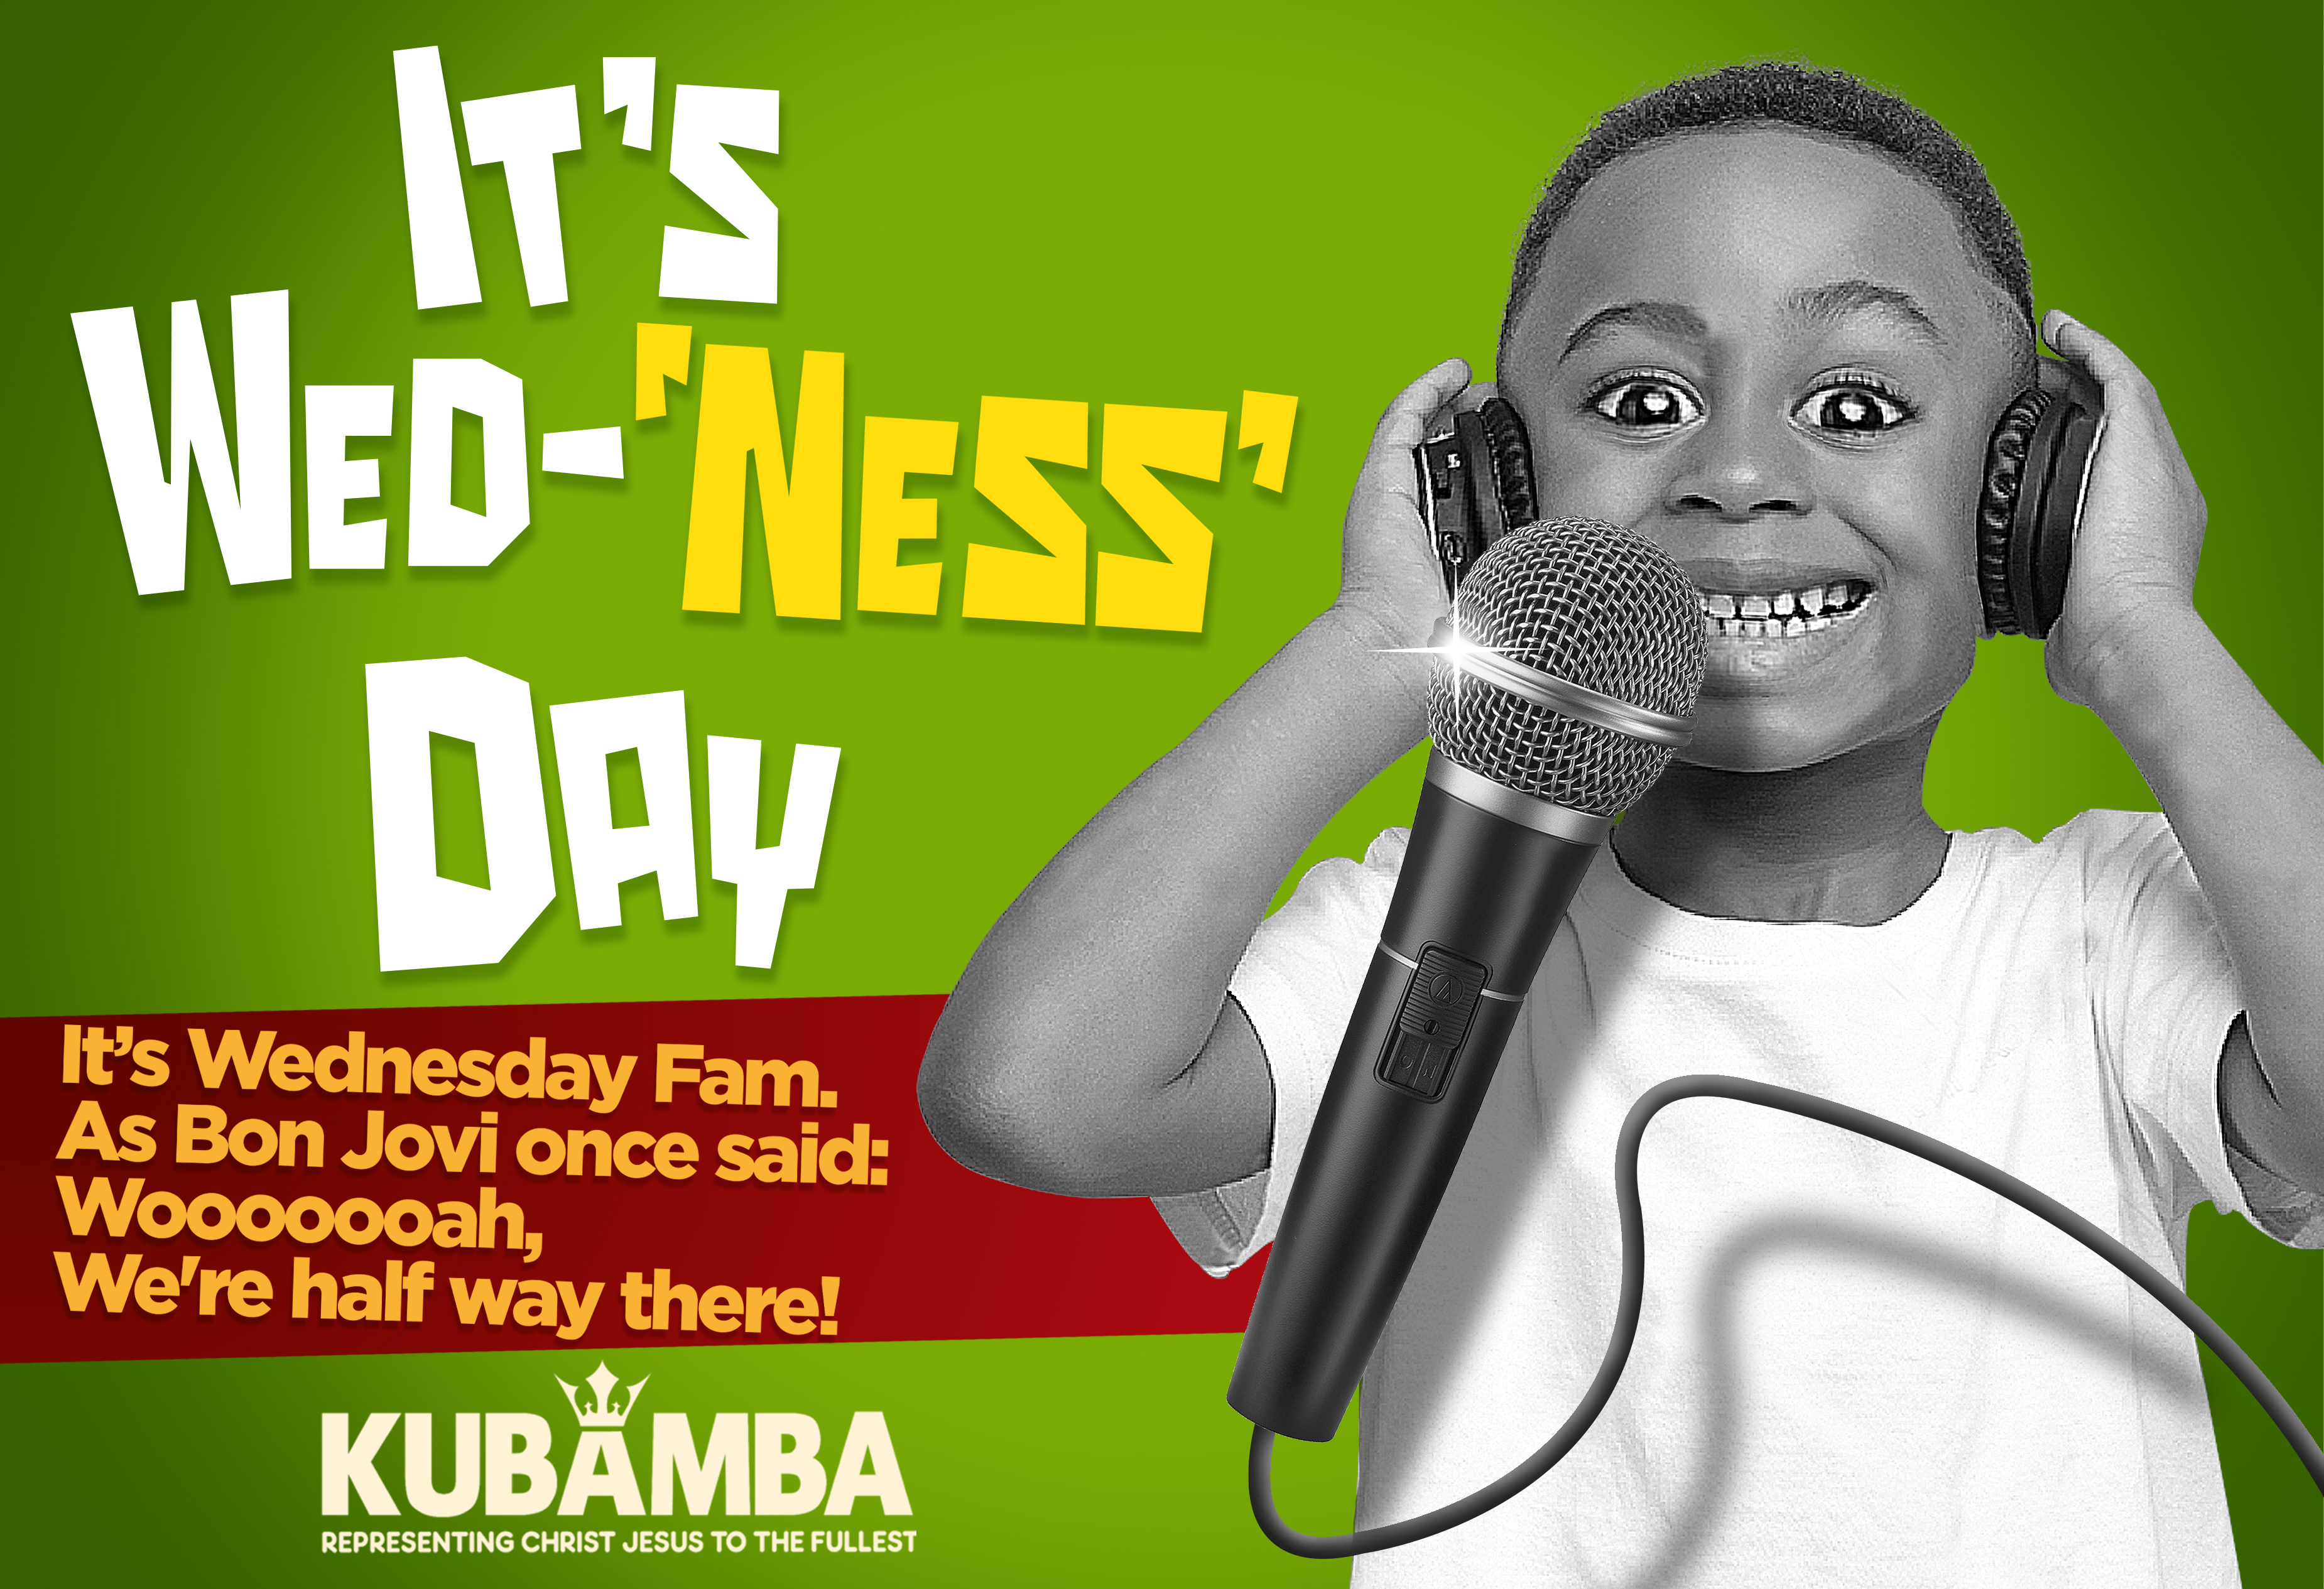 It's
Wed-'Ness'
Day
It's Wednesday Fam.
As Bon Jovi once said:
Wooooooah,
We're half way there!
KUBAMBA
REPRESENTING CHRIST JESUS TO THE FULLEST